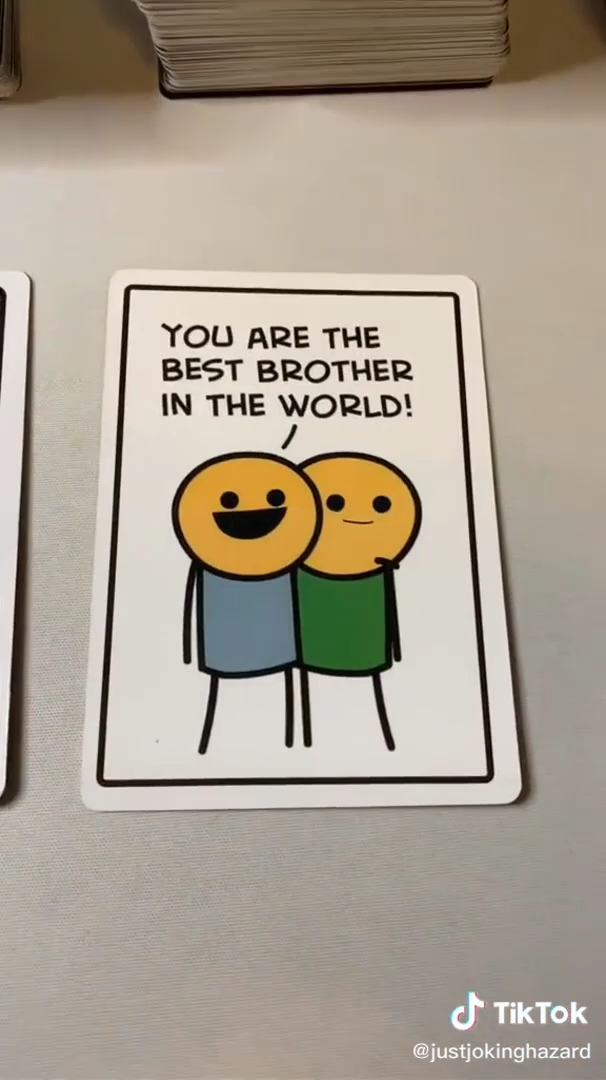 YOU ARE THE
BEST BROTHER
IN THE WORLD!
TikTok
@justjokinghazard